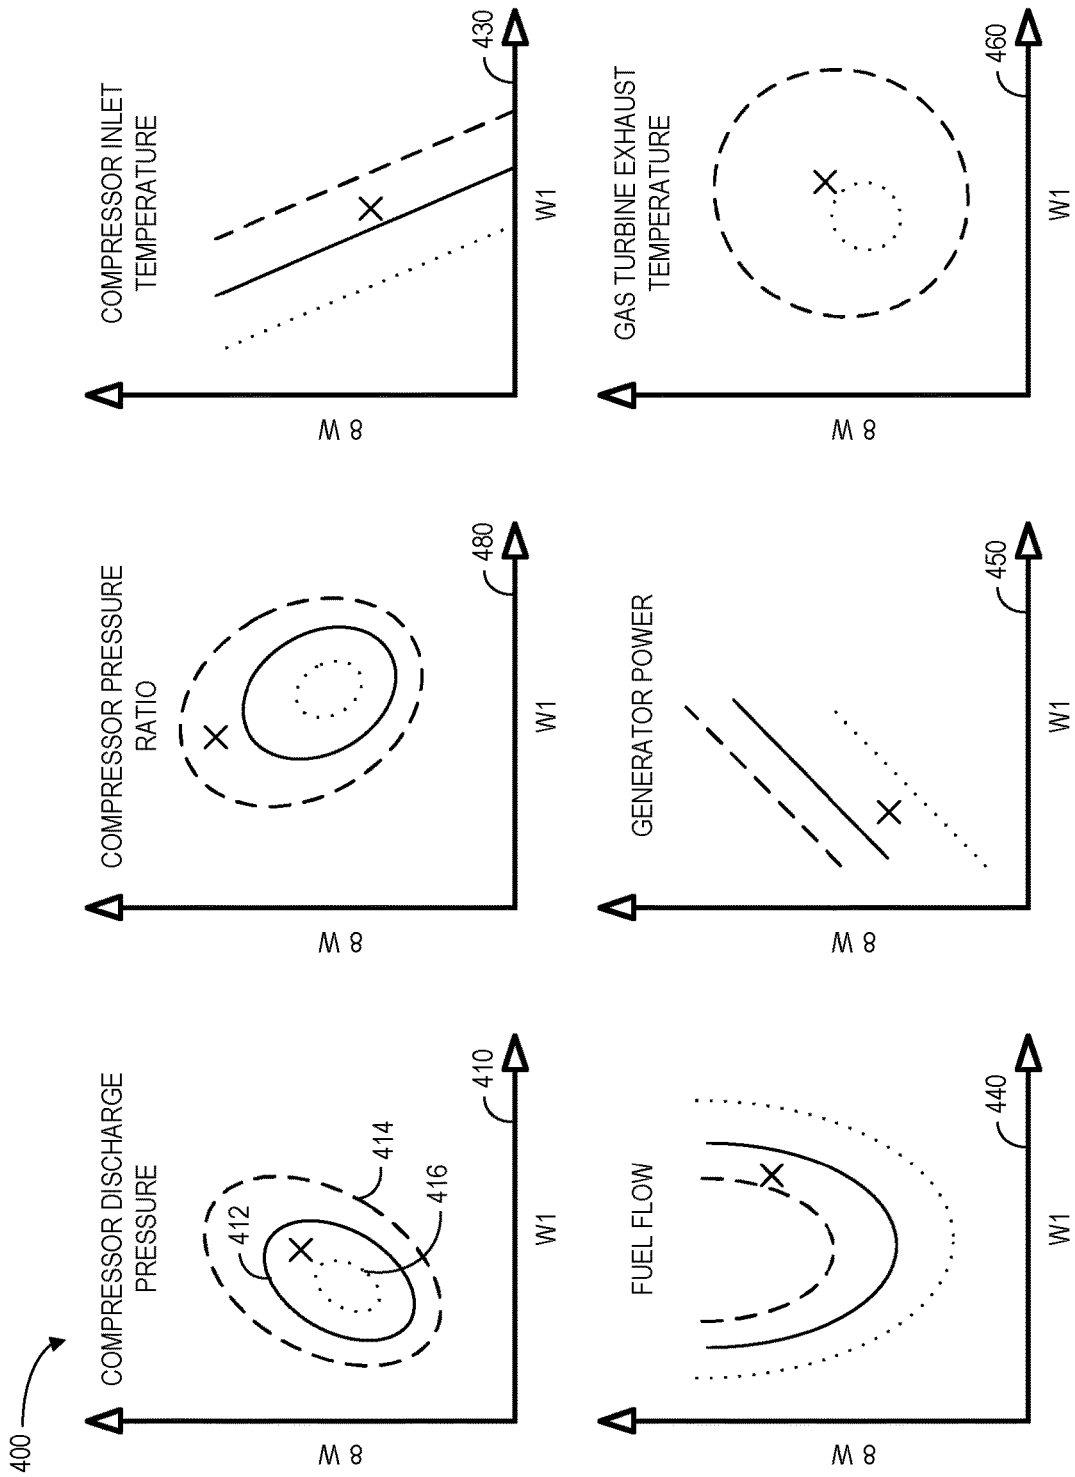 400
COMPRESSOR DISCHARGE
PRESSURE
412
414
416
410
W 8
W1
COMPRESSOR PRESSURE
RATIO
480
W 8
W1
COMPRESSOR INLET
TEMPERATURE
430
W 8
W1
FUEL FLOW
440
W 8
W1
GENERATOR POWER
450
W 8
W1
GAS TURBINE EXHAUST
TEMPERATURE
460
W 8
W1